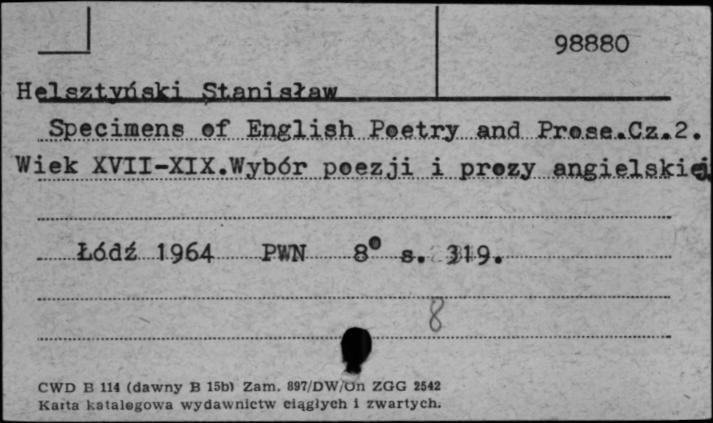 98880
Helsztyński Stanisław
Specimens of English Poetry and Prose.Cz.2.
Wiek XVII-XIX.Wybór poezji i prozy angielskiej
Łódź 1964 PWN 8° s. 319.
8
CWD B 114 (dawny B 15b) Zam. 897/DW/On ZGG 2542
Karta katalogowa wydawnictw ciągłych i zwartych.